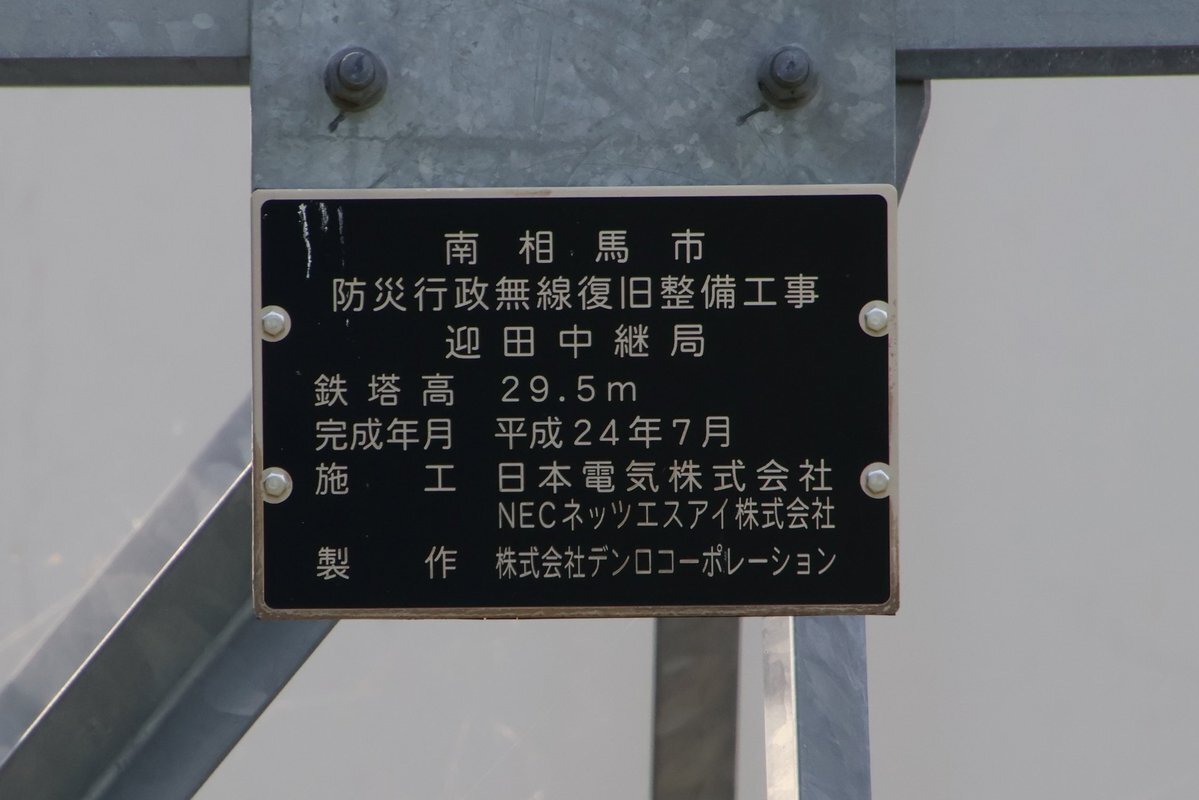 南相馬市
防災行政無線復旧整備工事
迎田中継局
鉄塔高 29.5m
完成年月 平成24年7月
施工 日本電気株式会社
NECネッツエスアイ株式会社
製作 株式会社デンロコーポレーション